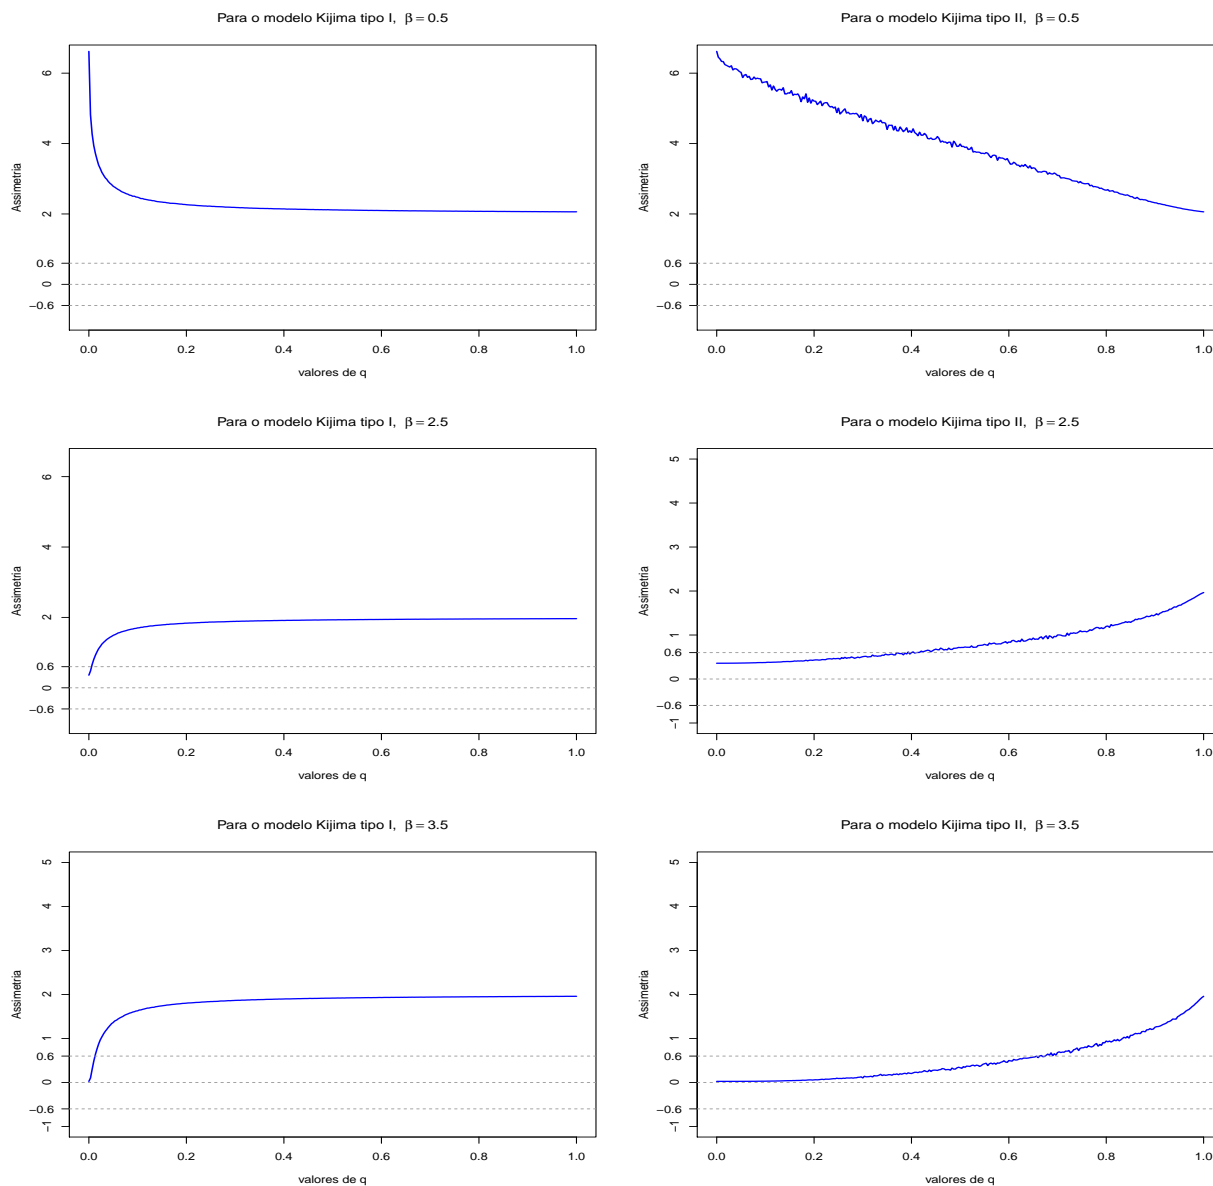 Para o modelo Kijima tipo I, β = 0.5
Assimetria
6
4
2
0.6
0
−0.6
0.0 0.2 0.4 0.6 0.8 1.0
valores de q
Para o modelo Kijima tipo II, β = 0.5
Assimetria
6
4
2
0.6
0
−0.6
0.0 0.2 0.4 0.6 0.8 1.0
valores de q
Para o modelo Kijima tipo I, β = 2.5
Assimetria
6
4
2
0.6
0
−0.6
0.0 0.2 0.4 0.6 0.8 1.0
valores de q
Para o modelo Kijima tipo II, β = 2.5
Assimetria
5
4
3
2
1
0.6
0
−0.6
−1
0.0 0.2 0.4 0.6 0.8 1.0
valores de q
Para o modelo Kijima tipo I, β = 3.5
Assimetria
5
4
3
2
1
0.6
0
−0.6
−1
0.0 0.2 0.4 0.6 0.8 1.0
valores de q
Para o modelo Kijima tipo II, β = 3.5
Assimetria
5
4
3
2
1
0.6
0
−0.6
−1
0.0 0.2 0.4 0.6 0.8 1.0
valores de q